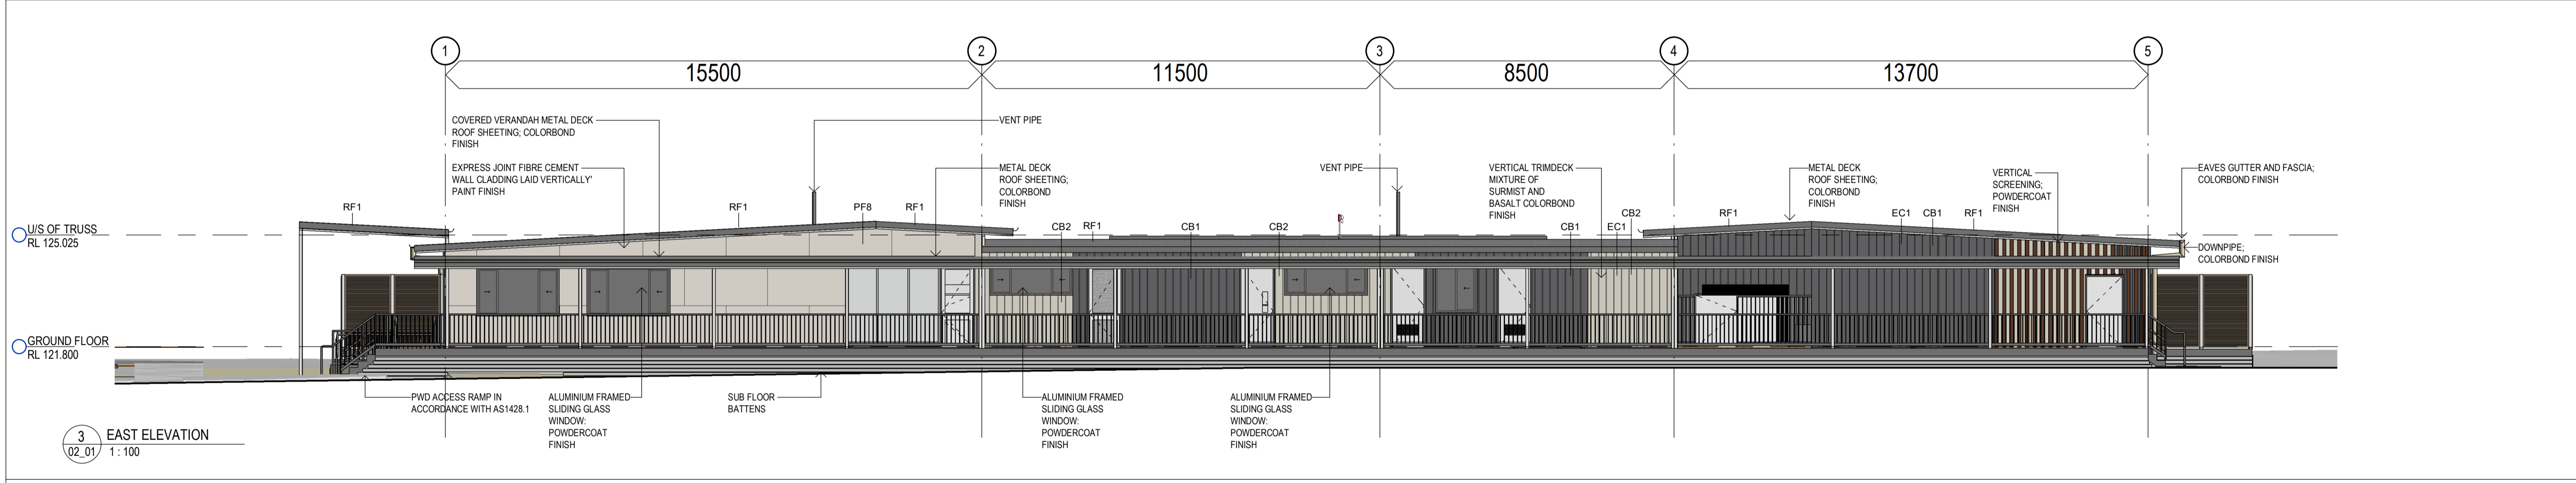 1
2
3
4
5
15500
11500
8500
13700
COVERED VERANDAH METAL DECK
ROOF SHEETING; COLORBOND
FINISH
VENT PIPE
EXPRESS JOINT FIBRE CEMENT
WALL CLADDING LAID VERTICALLY'
PAINT FINISH
METAL DECK
ROOF SHEETING;
COLORBOND
FINISH
VENT PIPE
VERTICAL TRIMDECK
MIXTURE OF
SURMIST AND
BASALT COLORBOND
FINISH
METAL DECK
ROOF SHEETING;
COLORBOND
FINISH
VERTICAL
SCREENING;
POWDERCOAT
FINISH
EAVES GUTTER AND FASCIA;
COLORBOND FINISH
RF1
RF1
PF8
RF1
CB2
RF1
CB1
CB2
CB1
EC1
CB2
RF1
EC1
CB1
RF1
U/S OF TRUSS
RL 125.025
DOWNPIPE;
COLORBOND FINISH
GROUND FLOOR
RL 121.800
PWD ACCESS RAMP IN
ACCORDANCE WITH AS1428.1
ALUMINIUM FRAMED
SLIDING GLASS
WINDOW:
POWDERCOAT
FINISH
SUB FLOOR
BATTENS
ALUMINIUM FRAMED
SLIDING GLASS
WINDOW:
POWDERCOAT
FINISH
ALUMINIUM FRAMED
SLIDING GLASS
WINDOW:
POWDERCOAT
FINISH
3
02_01
EAST ELEVATION
1 : 100